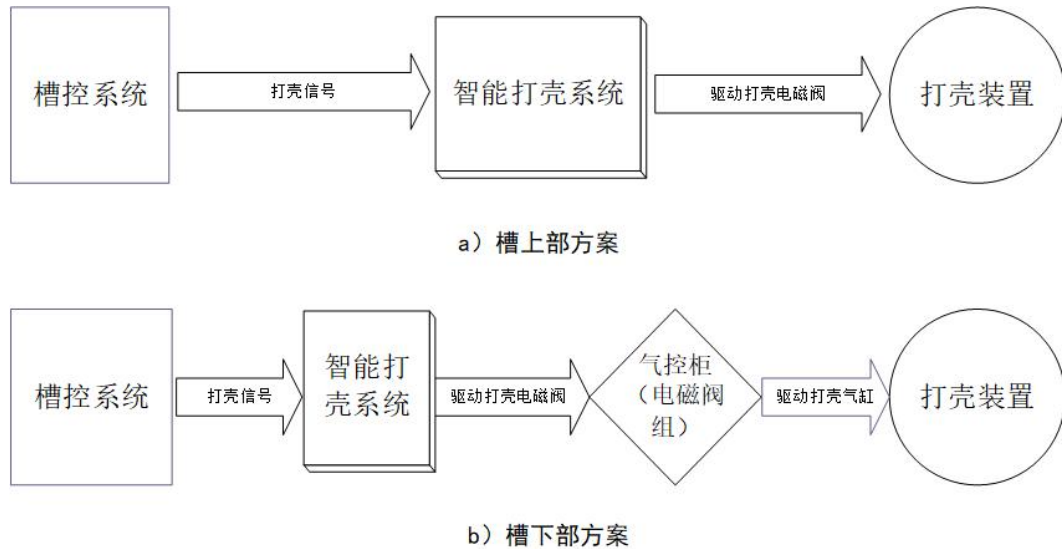 槽控系统
打壳信号
智能打壳系统
驱动打壳电磁阀
打壳装置
a）槽上部方案
槽控系统
打壳信号
智能打
壳系统
驱动打壳电磁阀
气控柜
（电磁阀
组）
驱动打壳气缸
打壳装置
b）槽下部方案